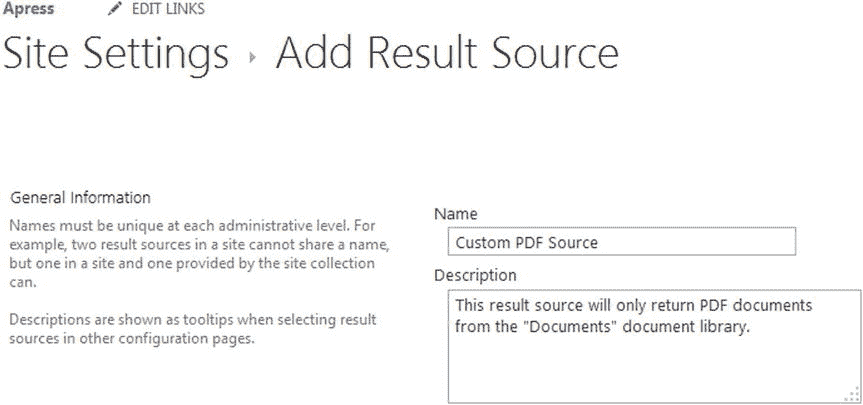 Apress EDIT LINKS
Site Settings › Add Result Source
General Information
Names must be unique at each administrative level. For
example, two result sources in a site cannot share a name,
but one in a site and one provided by the site collection
can.
Descriptions are shown as tooltips when selecting result
sources in other configuration pages.
Name
Custom PDF Source
Description
This result source will only return PDF documents
from the "Documents" document library.